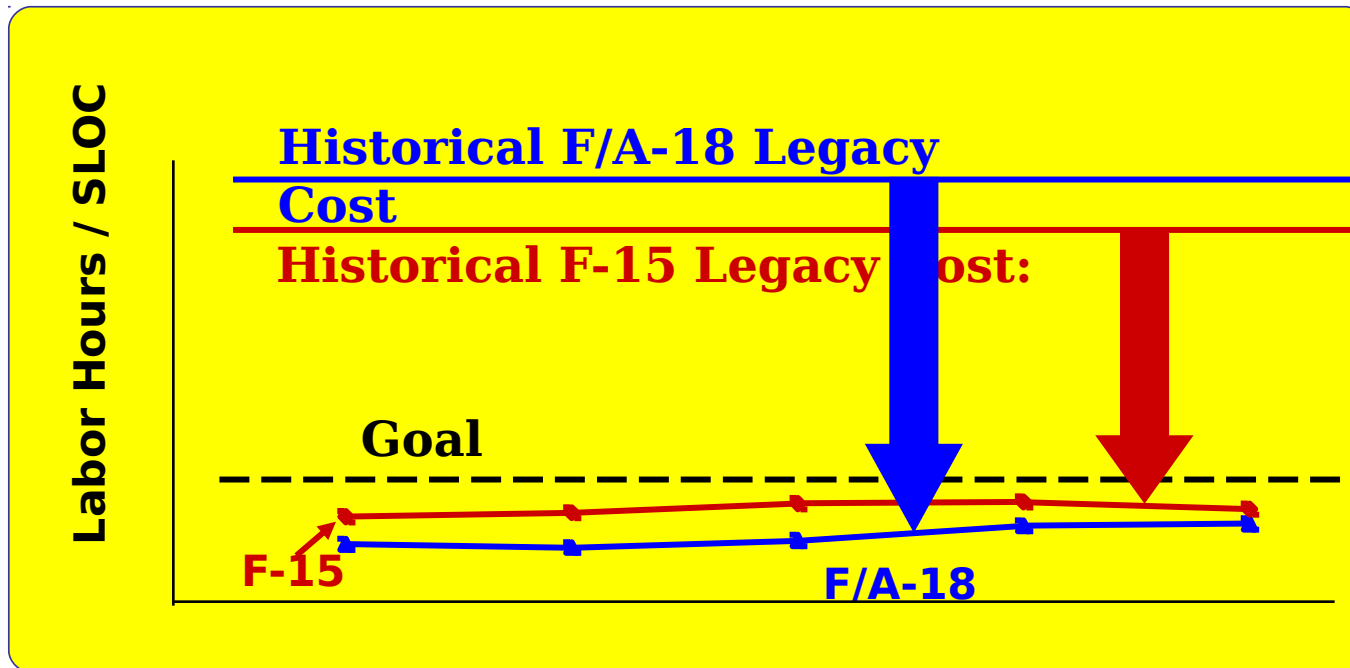 Labor Hours / SLOC
Historical F/A-18 Legacy
Cost
Historical F-15 Legacy ost:
Goal
F-15
F/A-18